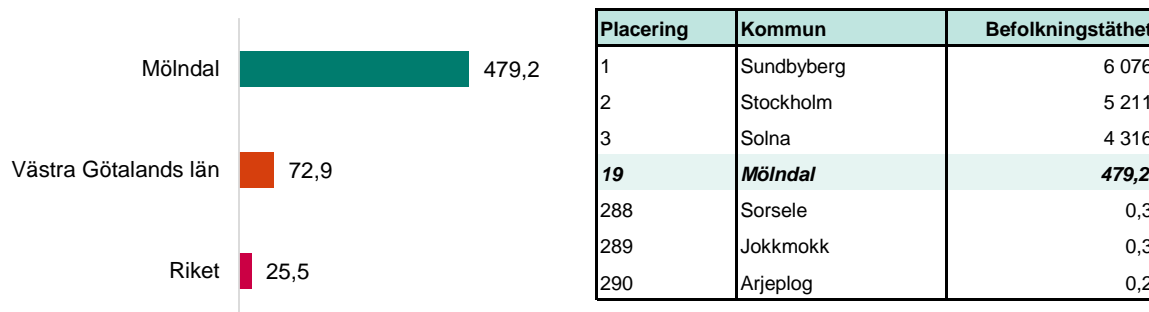 Mölndal 479,2
Västra Götalands län 72,9
Riket 25,5
Placering Kommun Befolkningstäthet
1 Sundbyberg 6 076
2 Stockholm 5 211
3 Solna 4 316
19 Mölndal 479,2
288 Sorsele 0,3
289 Jokkmokk 0,3
290 Arjeplog 0,2